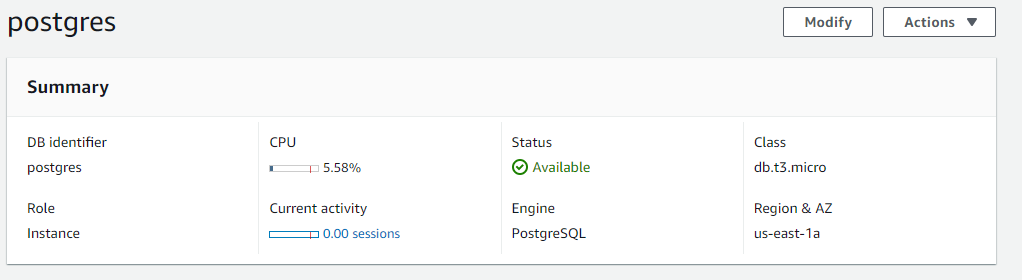 postgres
Modify
Actions
Summary
DB identifier
postgres
CPU
5.58%
Status
Available
Class
db.t3.micro
Role
Instance
Current activity
0.00 sessions
Engine
PostgreSQL
Region & AZ
us-east-1a